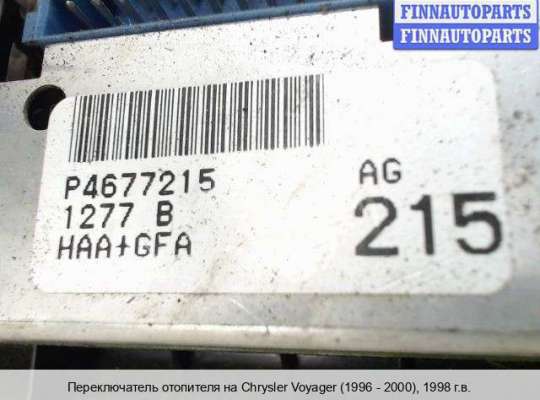 FINNAUTOPARTS
FINNAUTOPARTS
P4677215
AG
1277 B
215
HAA+GFA
Переключатель отопителя на Chrysler Voyager (1996 - 2000), 1998 г.в.